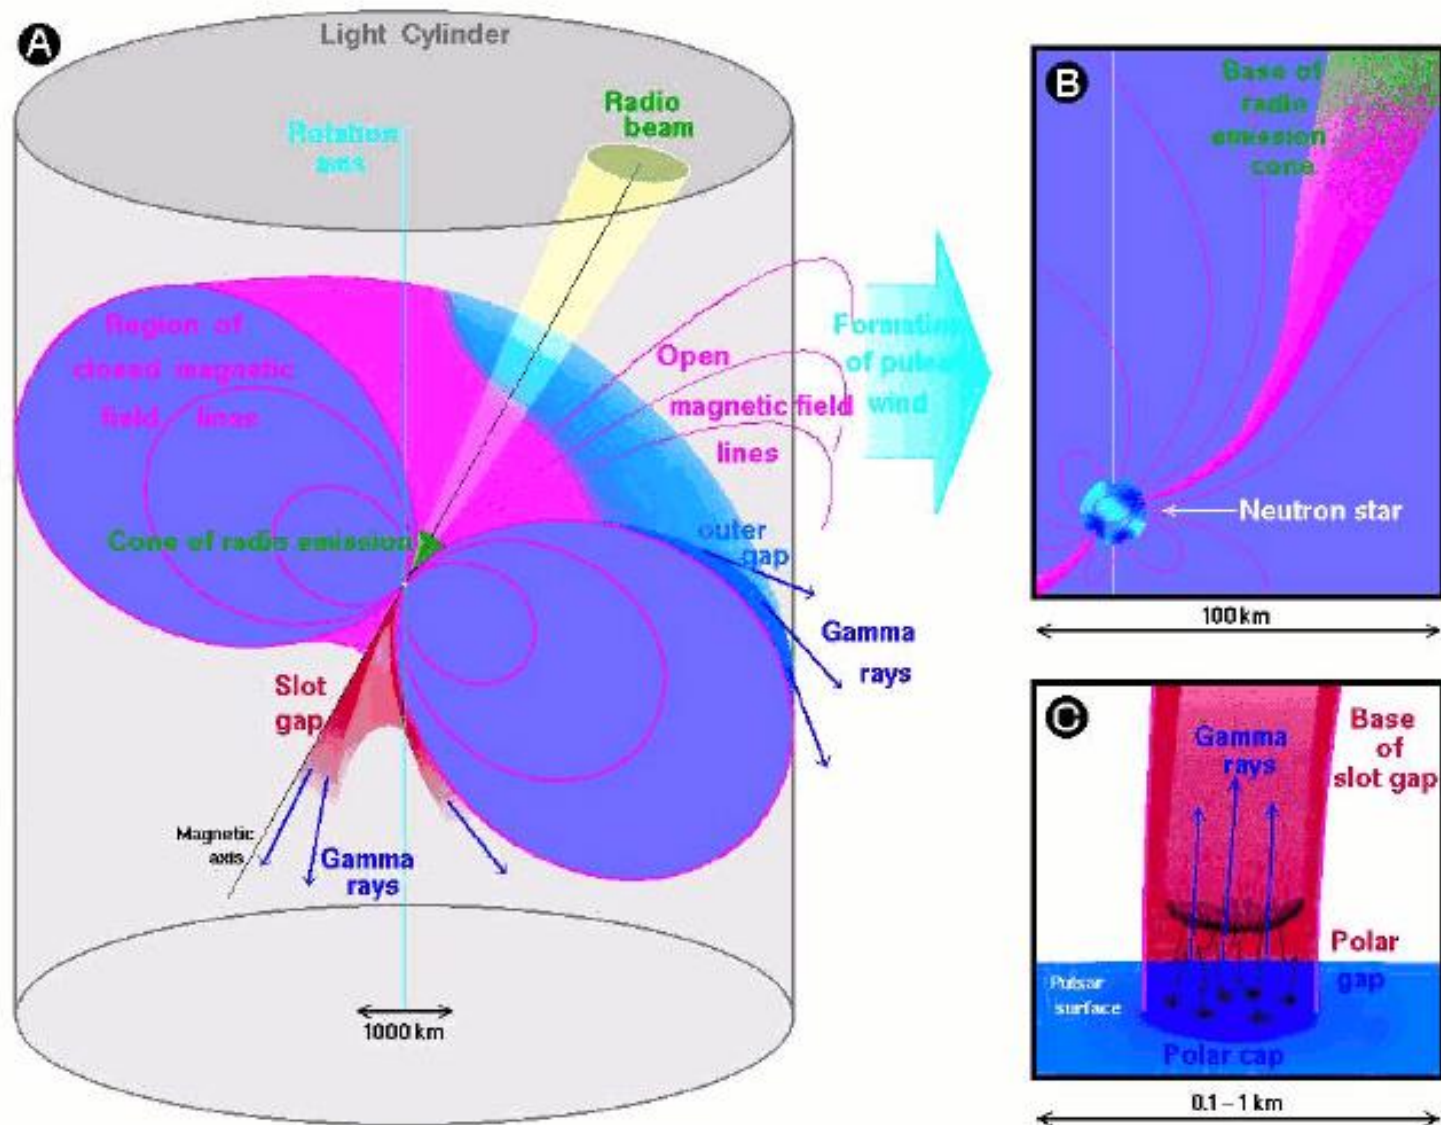 A
Light Cylinder
Rotation
axis
Radio
beam
Region of
closed magnetic
field lines
Open
magnetic field
lines
Formation
of pulsar
wind
Cone of radio emission
outer
gap
Gamma
rays
Slot
gap
Magnetic
axis
Gamma
rays
1000 km
B
Base of
radio
emission
cone
Neutron star
100 km
C
Gamma
rays
Base
of
slot gap
Polar
gap
Pulsar
surface
Polar cap
0.1 – 1 km